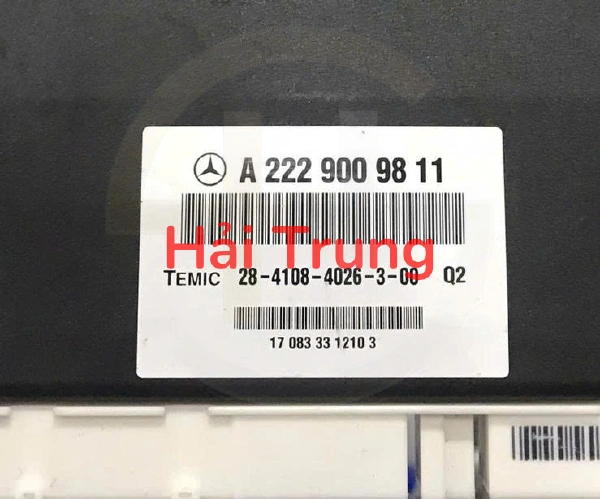 A 222 900 98 11
Hải Trung
TEMIC 28-4108-4026-3-00 Q2
17 083 33 1210 3